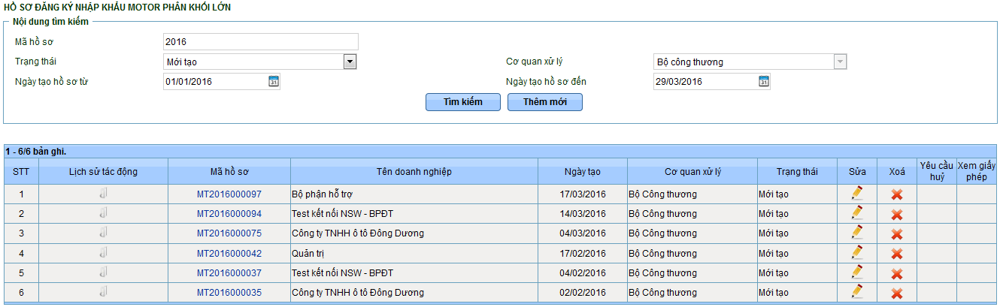 HỒ SƠ ĐĂNG KÝ NHẬP KHẨU MOTOR PHÂN KHỐI LỚN
Nội dung tìm kiếm
Mã hồ sơ 2016
Trạng thái Mới tạo Cơ quan xử lý Bộ công thương
Ngày tạo hồ sơ từ 01/01/2016 31 Ngày tạo hồ sơ đến 29/03/2016 31
Tìm kiếm Thêm mới
1 - 6/6 bản ghi.
STT Lịch sử tác động Mã hồ sơ Tên doanh nghiệp Ngày tạo Cơ quan xử lý Trạng thái Sửa Xoá Yêu cầu huỷ Xem giấy phép
1 MT2016000097 Bộ phận hỗ trợ 17/03/2016 Bộ Công thương Mới tạo
2 MT2016000094 Test kết nối NSW - BPĐT 14/03/2016 Bộ Công thương Mới tạo
3 MT2016000075 Công ty TNHH ô tô Đông Dương 04/03/2016 Bộ Công thương Mới tạo
4 MT2016000042 Quản trị 17/02/2016 Bộ Công thương Mới tạo
5 MT2016000037 Test kết nối NSW - BPĐT 04/02/2016 Bộ Công thương Mới tạo
6 MT2016000035 Công ty TNHH ô tô Đông Dương 02/02/2016 Bộ Công thương Mới tạo